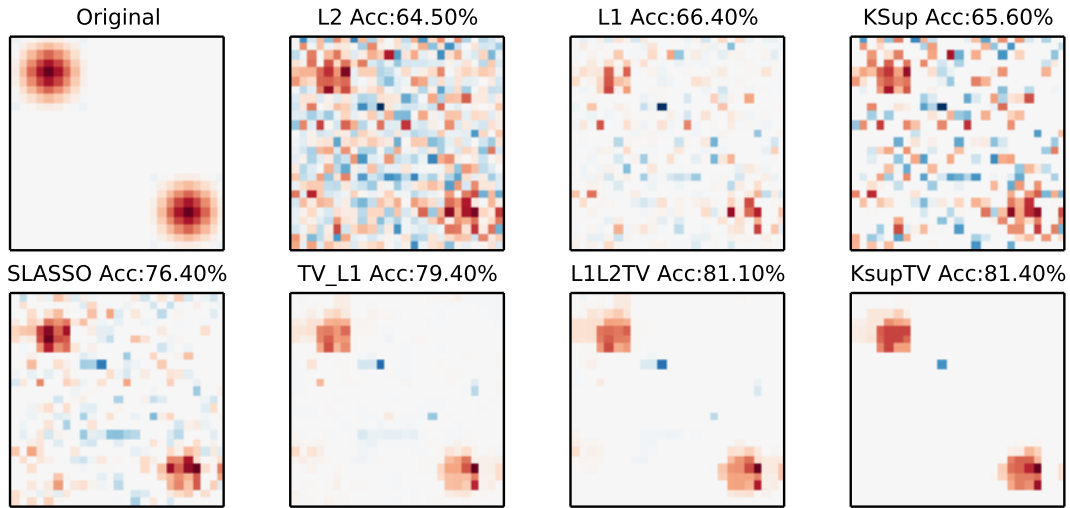 Original
L2 Acc:64.50%
L1 Acc:66.40%
KSup Acc:65.60%
SLASSO Acc:76.40%
TV_L1 Acc:79.40%
L1L2TV Acc:81.10%
KsupTV Acc:81.40%